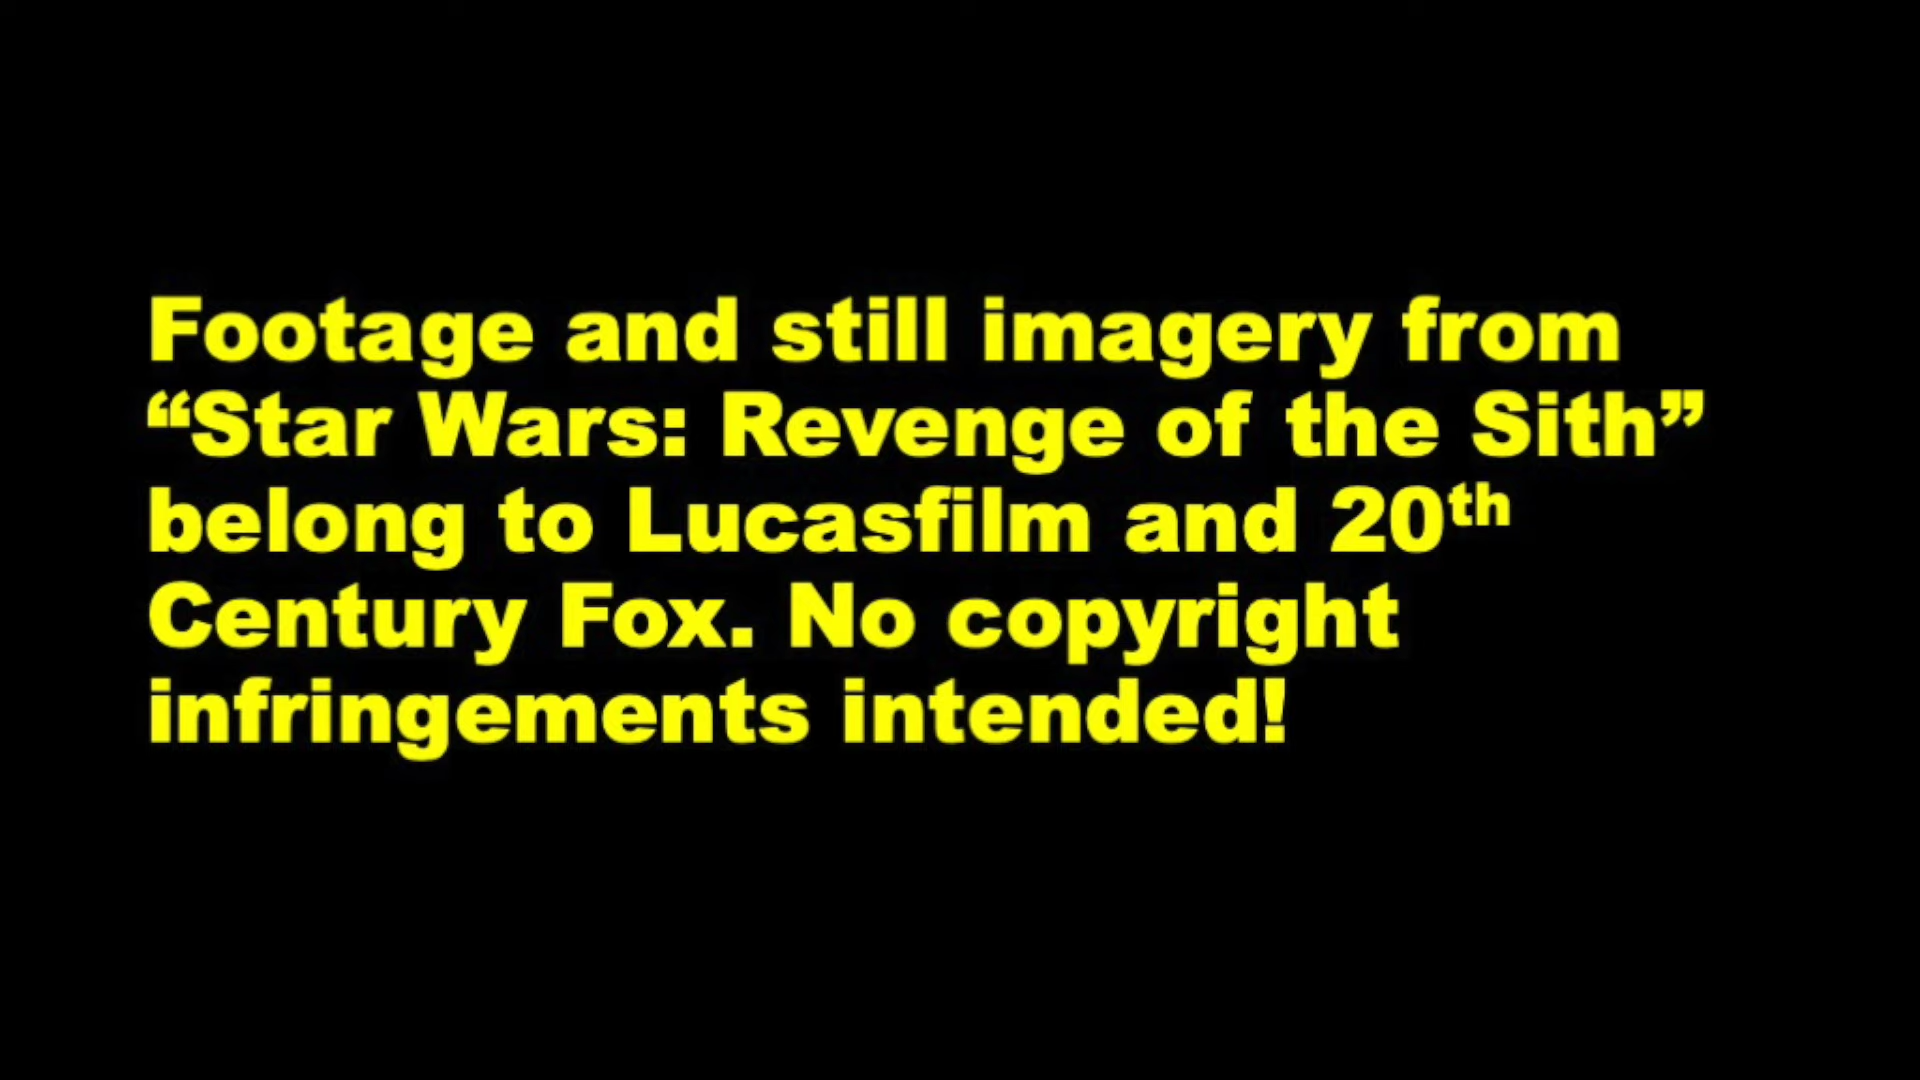 Footage and still imagery from
“Star Wars: Revenge of the Sith”
belong to Lucasfilm and 20th
Century Fox. No copyright
infringements intended!